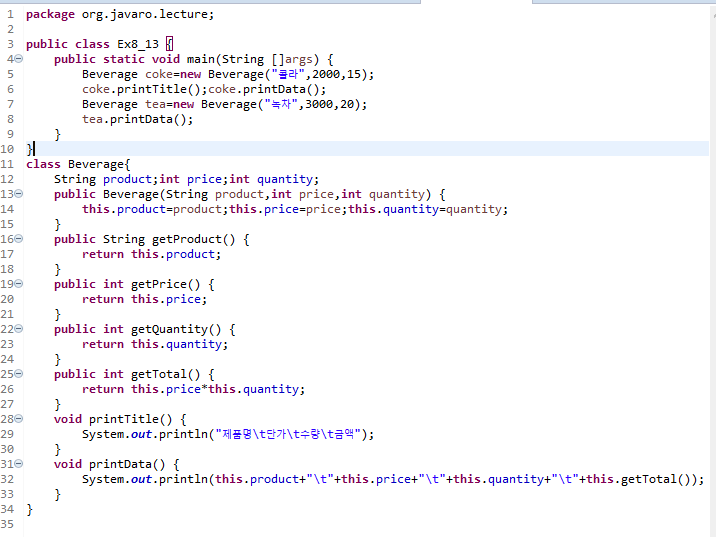 1 package org.javaro.lecture;
2
3 public class Ex8_13 {
4     public static void main(String []args) {
5         Beverage coke=new Beverage("콜라",2000,15);
6         coke.printTitle();coke.printData();
7         Beverage tea=new Beverage("녹차",3000,20);
8         tea.printData();
9     }
10 }
11 class Beverage{
12     String product;int price;int quantity;
13     public Beverage(String product,int price,int quantity) {
14         this.product=product;this.price=price;this.quantity=quantity;
15     }
16     public String getProduct() {
17         return this.product;
18     }
19     public int getPrice() {
20         return this.price;
21     }
22     public int getQuantity() {
23         return this.quantity;
24     }
25     public int getTotal() {
26         return this.price*this.quantity;
27     }
28     void printTitle() {
29         System.out.println("제품명\t단가\t수량\t금액");
30     }
31     void printData() {
32         System.out.println(this.product+"\t"+this.price+"\t"+this.quantity+"\t"+this.getTotal());
33     }
34 }
35